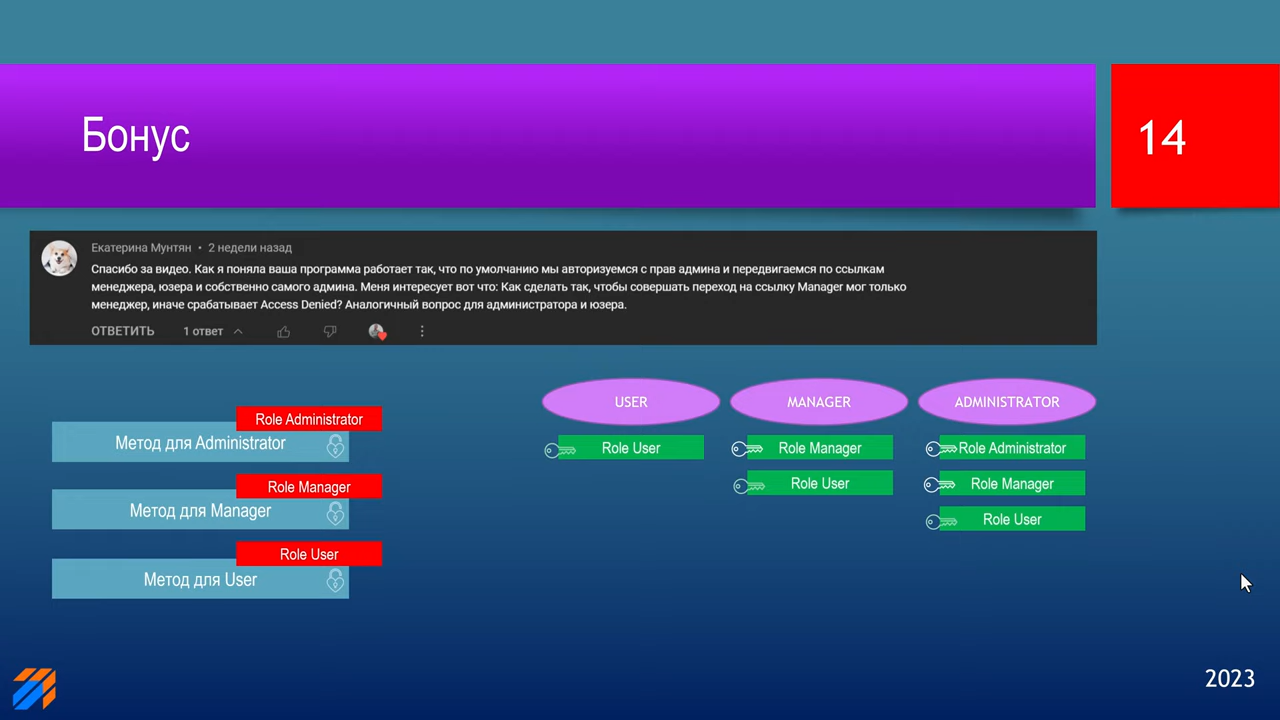 Бонус
14
Екатерина Мунтян • 2 недели назад
Спасибо за видео. Как я поняла ваша программа работает так, что по умолчанию мы авторизуемся с прав админа и передвигаемся по ссылкам
менеджера, юзера и собственно самого админа. Меня интересует вот что: Как сделать так, чтобы совершать переход на ссылку Manager мог только
менеджер, иначе срабатывает Access Denied? Аналогичный вопрос для администратора и юзера.
ОТВЕТИТЬ 1 ответ
Role Administrator
Метод для Administrator
Role Manager
Метод для Manager
Role User
Метод для User
USER MANAGER ADMINISTRATOR
Role User Role Manager Role Administrator
Role User Role Manager
Role User
2023